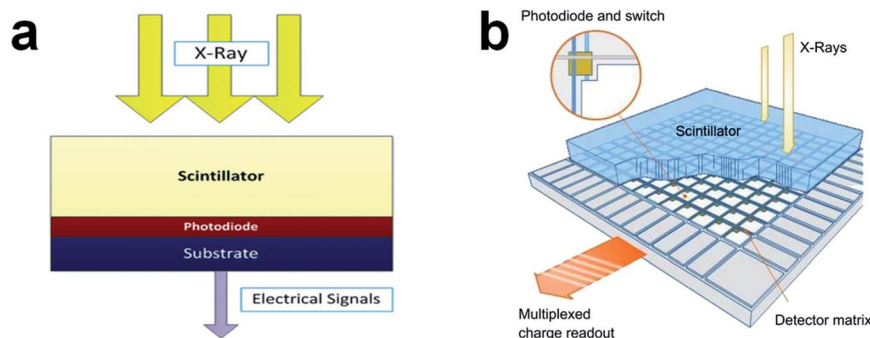 a
X-Ray
Scintillator
Photodiode
Substrate
Electrical Signals
b
Photodiode and switch
X-Rays
Scintillator
Multiplexed
charge readout
Detector matrix